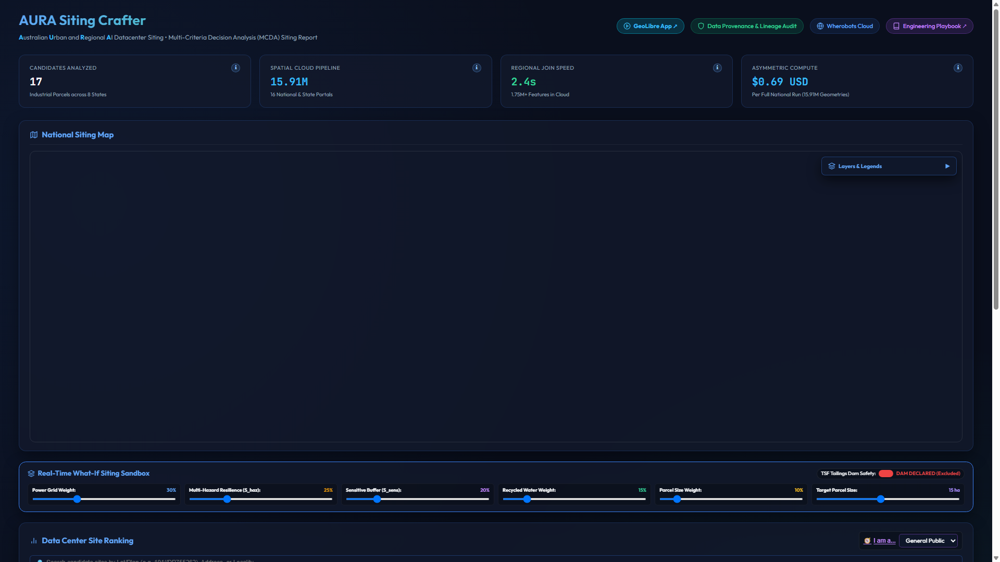 AURA Siting Crafter
Australian Urban and Regional AI Datacenter Siting • Multi-Criteria Decision Analysis (MCDA) Siting Report
GeoLibre App ↗
Data Provenance & Lineage Audit
Wherobots Cloud
Engineering Playbook ↗
CANDIDATES ANALYZED
17
Industrial Parcels across 8 States
SPATIAL CLOUD PIPELINE
15.91M
16 National & State Portals
REGIONAL JOIN SPEED
2.4s
1.75M+ Features in Cloud
ASYMMETRIC COMPUTE
$0.69 USD
Per Full National Run (15.91M Geometries)
National Siting Map
Layers & Legends
Real-Time What-If Siting Sandbox
TSF Tailings Dam Safety: DAM DECLARED (Excluded)
Power Grid Weight: 30%
Multi-Hazard Resilience (S_haz): 25%
Sensitive Buffer (S_sens): 20%
Recycled Water Weight: 15%
Parcel Size Weight: 10%
Target Parcel Size: 15 ha
Data Center Site Ranking
I am a... General Public
Search candidate sites by Lot/Plan (e.g. 101//DP755262), Address, or Locality